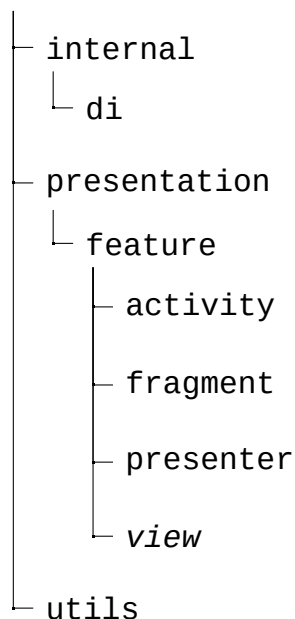 internal
di
presentation
feature
activity
fragment
presenter
view
utils